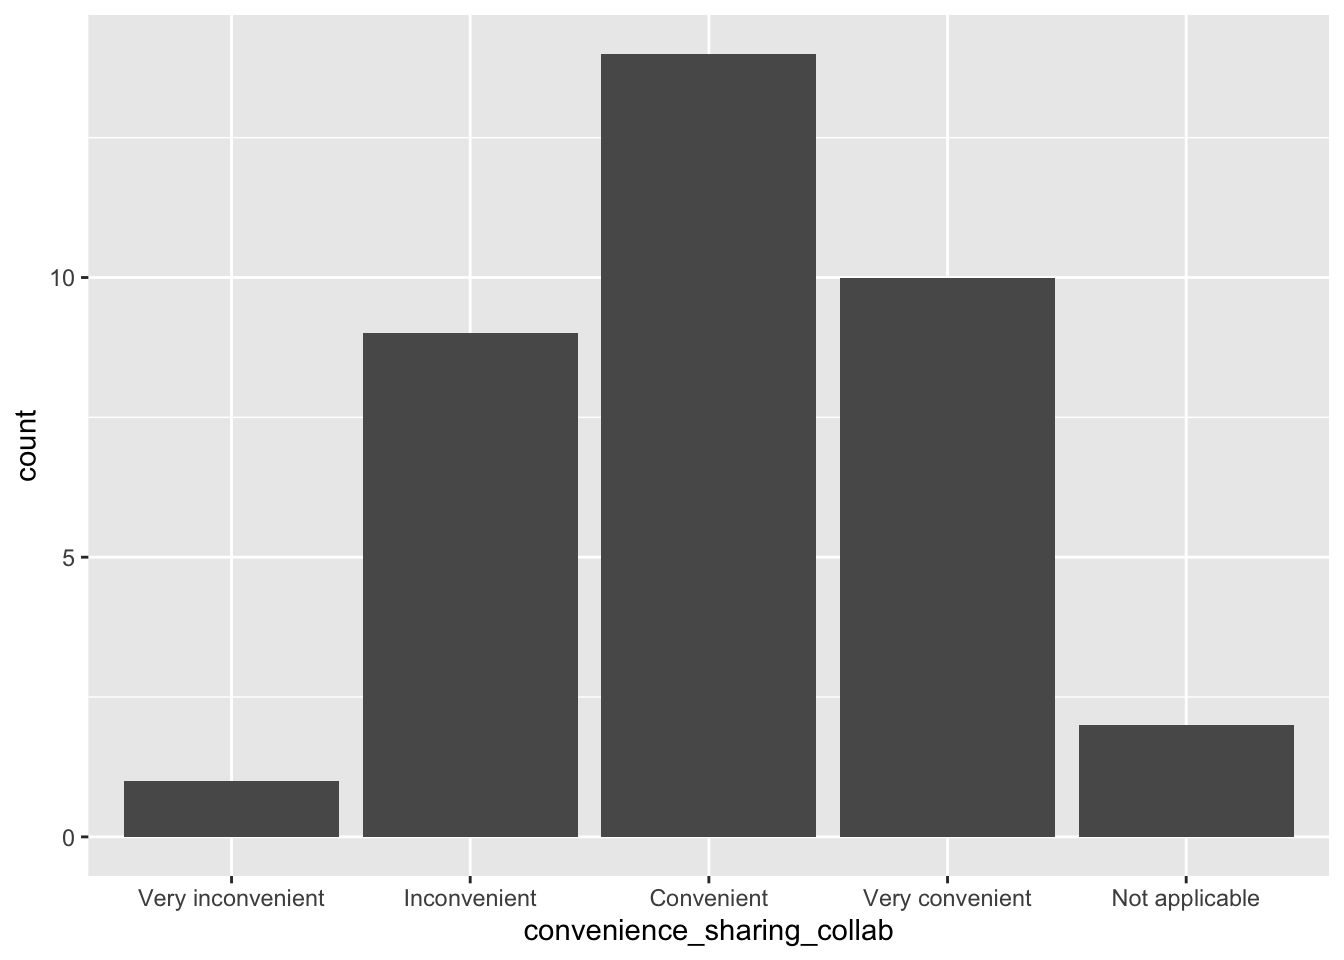 count
10
5
0
Very inconvenient Inconvenient Convenient Very convenient Not applicable
convenience_sharing_collab